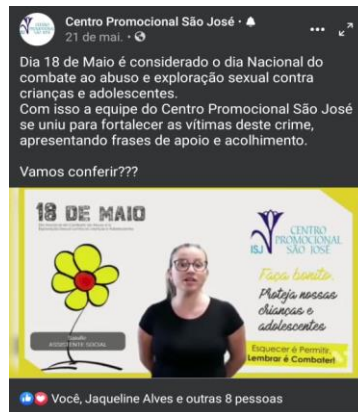 Centro Promocional São José
21 de mai.
Dia 18 de Maio é considerado o dia Nacional do
combate ao abuso e exploração sexual contra
crianças e adolescentes.
Com isso a equipe do Centro Promocional São José
se uniu para fortalecer as vítimas deste crime,
apresentando frases de apoio e acolhimento.
Vamos conferir???
18 DE MAIO
ISJ
CENTRO
PROMOCIONAL
SÃO JOSÉ
Faça bonito.
Proteja nossas
crianças e
adolescentes
ASSISTENTE SOCIAL
Esquecer é Permitir,
Lembrar é Combater!
Você, Jaqueline Alves e outras 8 pessoas